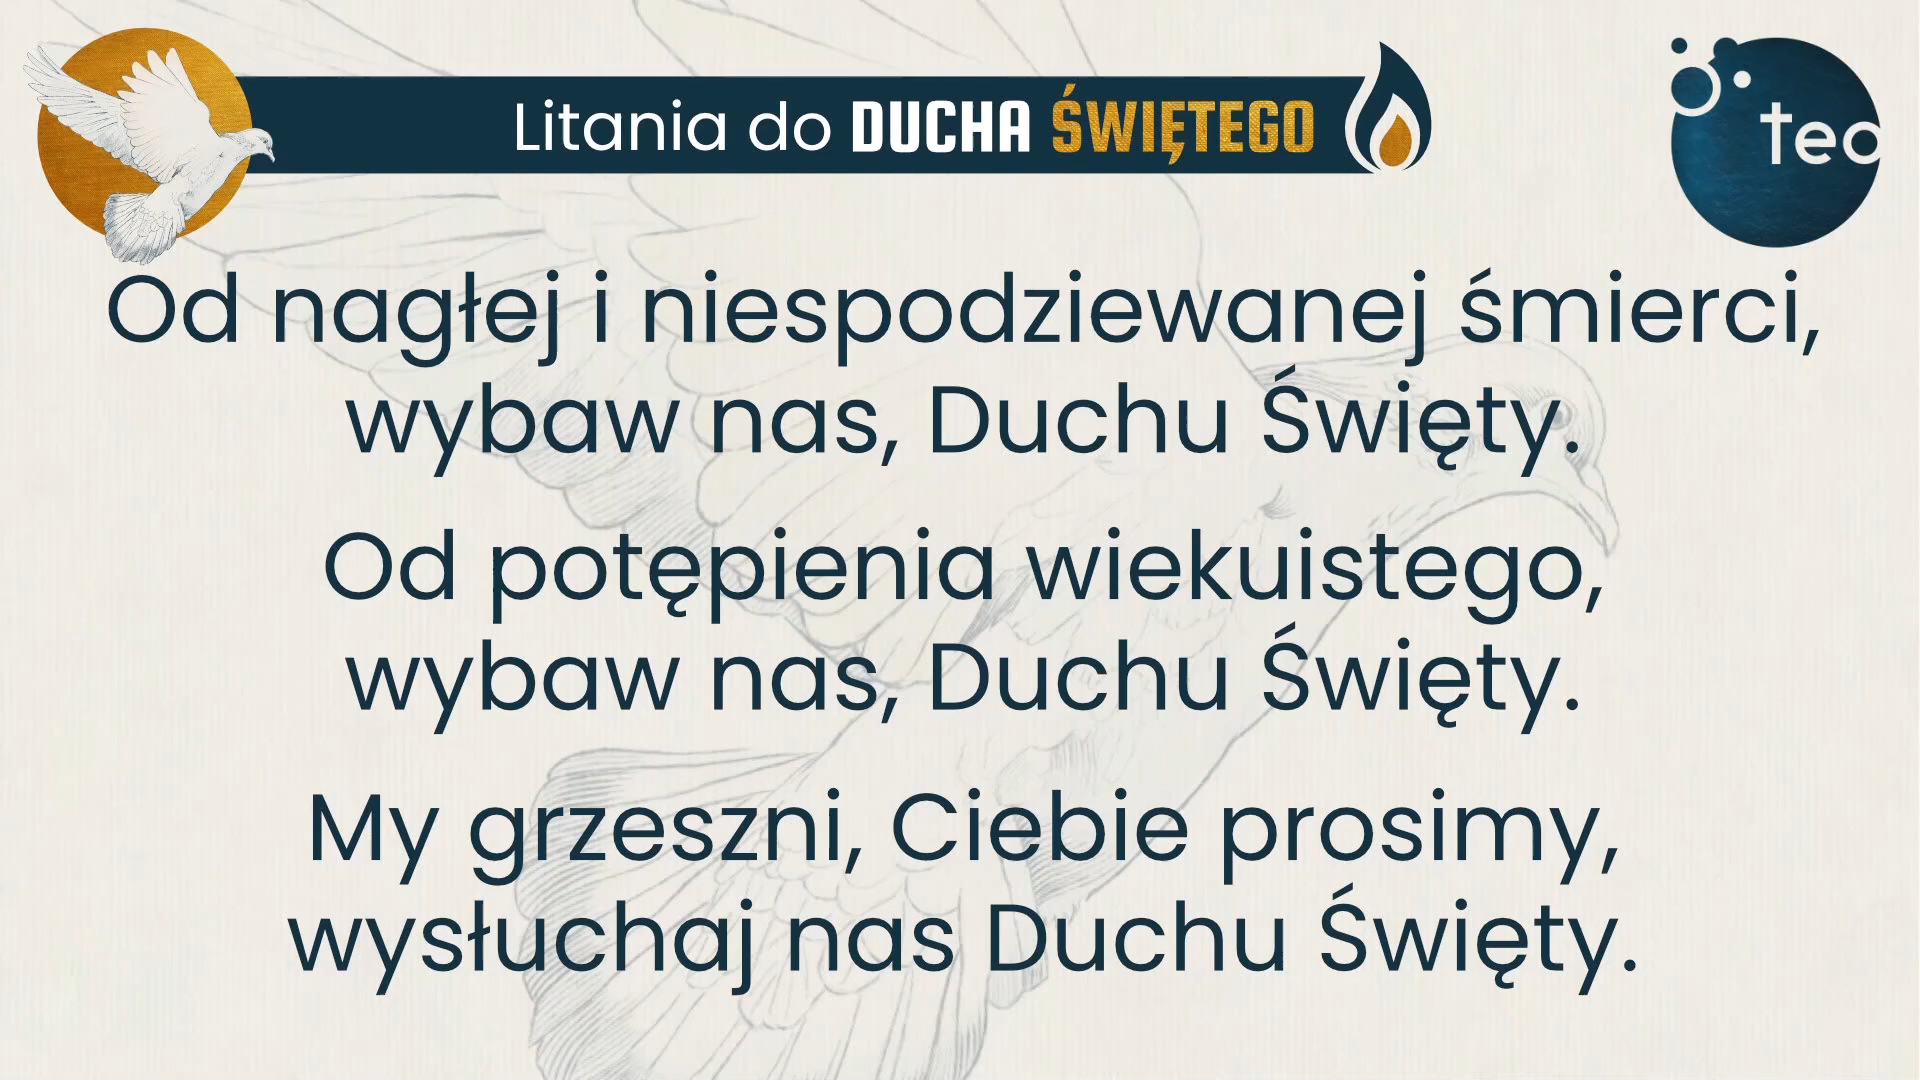 Litania do DUCHA ŚWIĘTEGO
teo
Od nagłej i niespodziewanej śmierci,
wybaw nas, Duchu Święty.
Od potępienia wiekuistego,
wybaw nas, Duchu Święty.
My grzeszni, Ciebie prosimy,
wysłuchaj nas Duchu Święty.